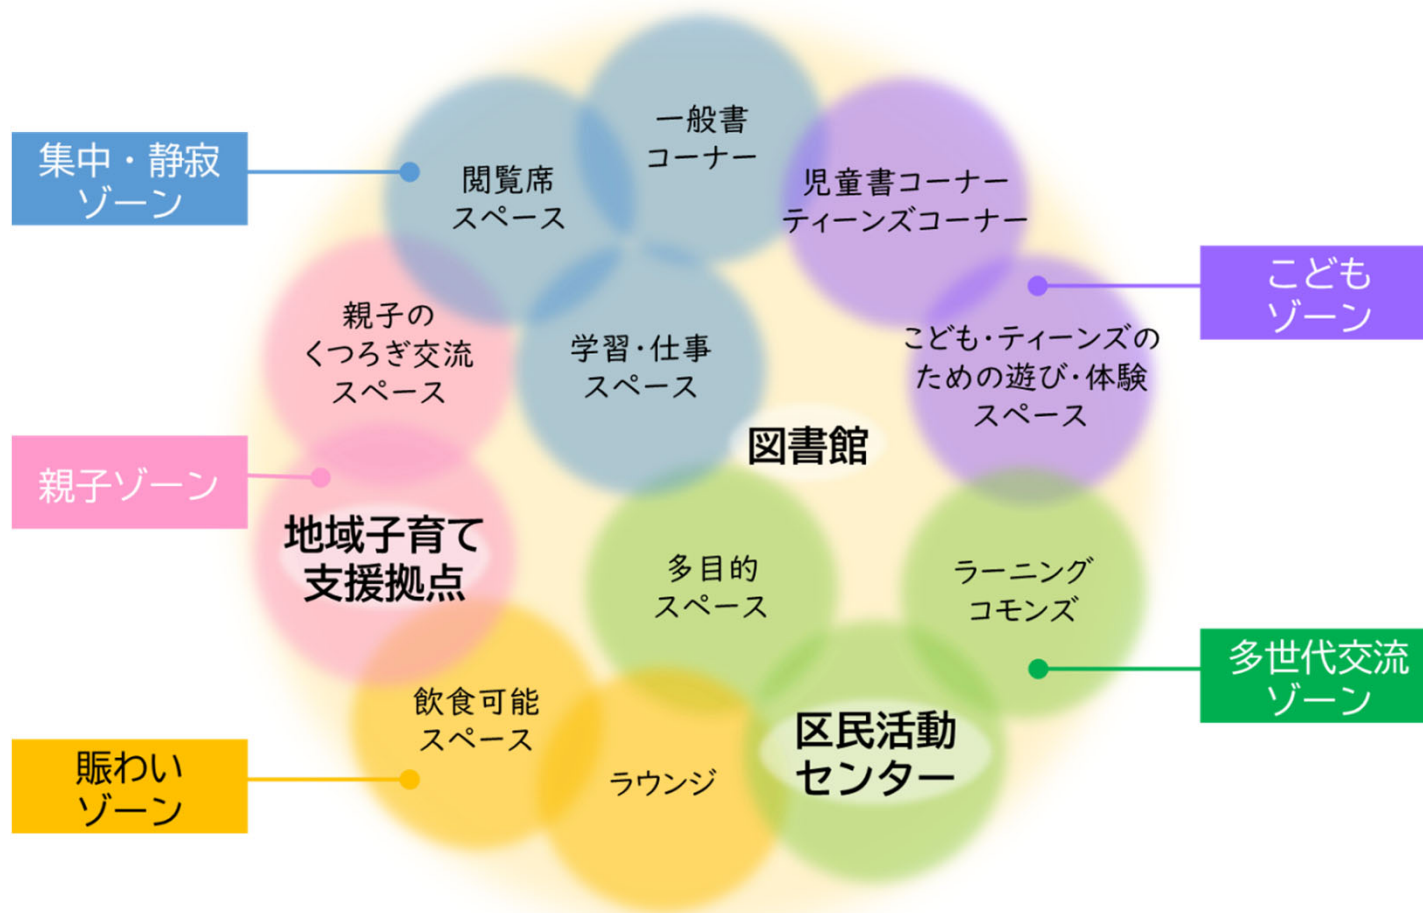 一般書
コーナー
集中・静寂
ゾーン
閲覧席
スペース
児童書コーナー
ティーンズコーナー
こども
ゾーン
親子の
くつろぎ交流
スペース
学習・仕事
スペース
こども・ティーンズの
ための遊び・体験
スペース
図書館
親子ゾーン
地域子育て
支援拠点
多目的
スペース
ラーニング
コモンズ
多世代交流
ゾーン
飲食可能
スペース
区民活動
センター
賑わい
ゾーン
ラウンジ